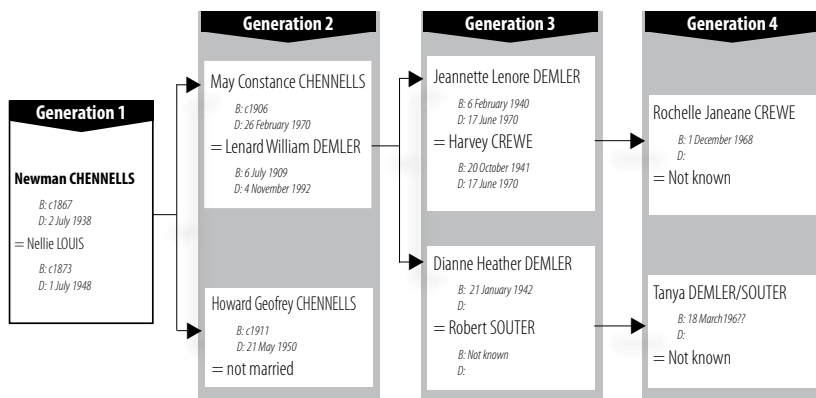 Generation 1
Newman CHENNELLS
B: c1867
D: 2 July 1938
= Nellie LOUIS
B: c1873
D: 1 July 1948
Generation 2
May Constance CHENNELLS
B: c1906
D: 26 February 1970
= Lenard William DEMLER
B: 6 July 1909
D: 4 November 1992
Howard Geofrey CHENNELLS
B: c1911
D: 21 May 1950
= not married
Generation 3
Jeannette Lenore DEMLER
B: 6 February 1940
D: 17 June 1970
= Harvey CREWE
B: 20 October 1941
D: 17 June 1970
Dianne Heather DEMLER
B: 21 January 1942
D:
= Robert SOUTER
B: Not known
D:
Generation 4
Rochelle Janeane CREWE
B: 1 December 1968
D:
= Not known
Tanya DEMLER/SOUTER
B: 18 March196??
D:
= Not known